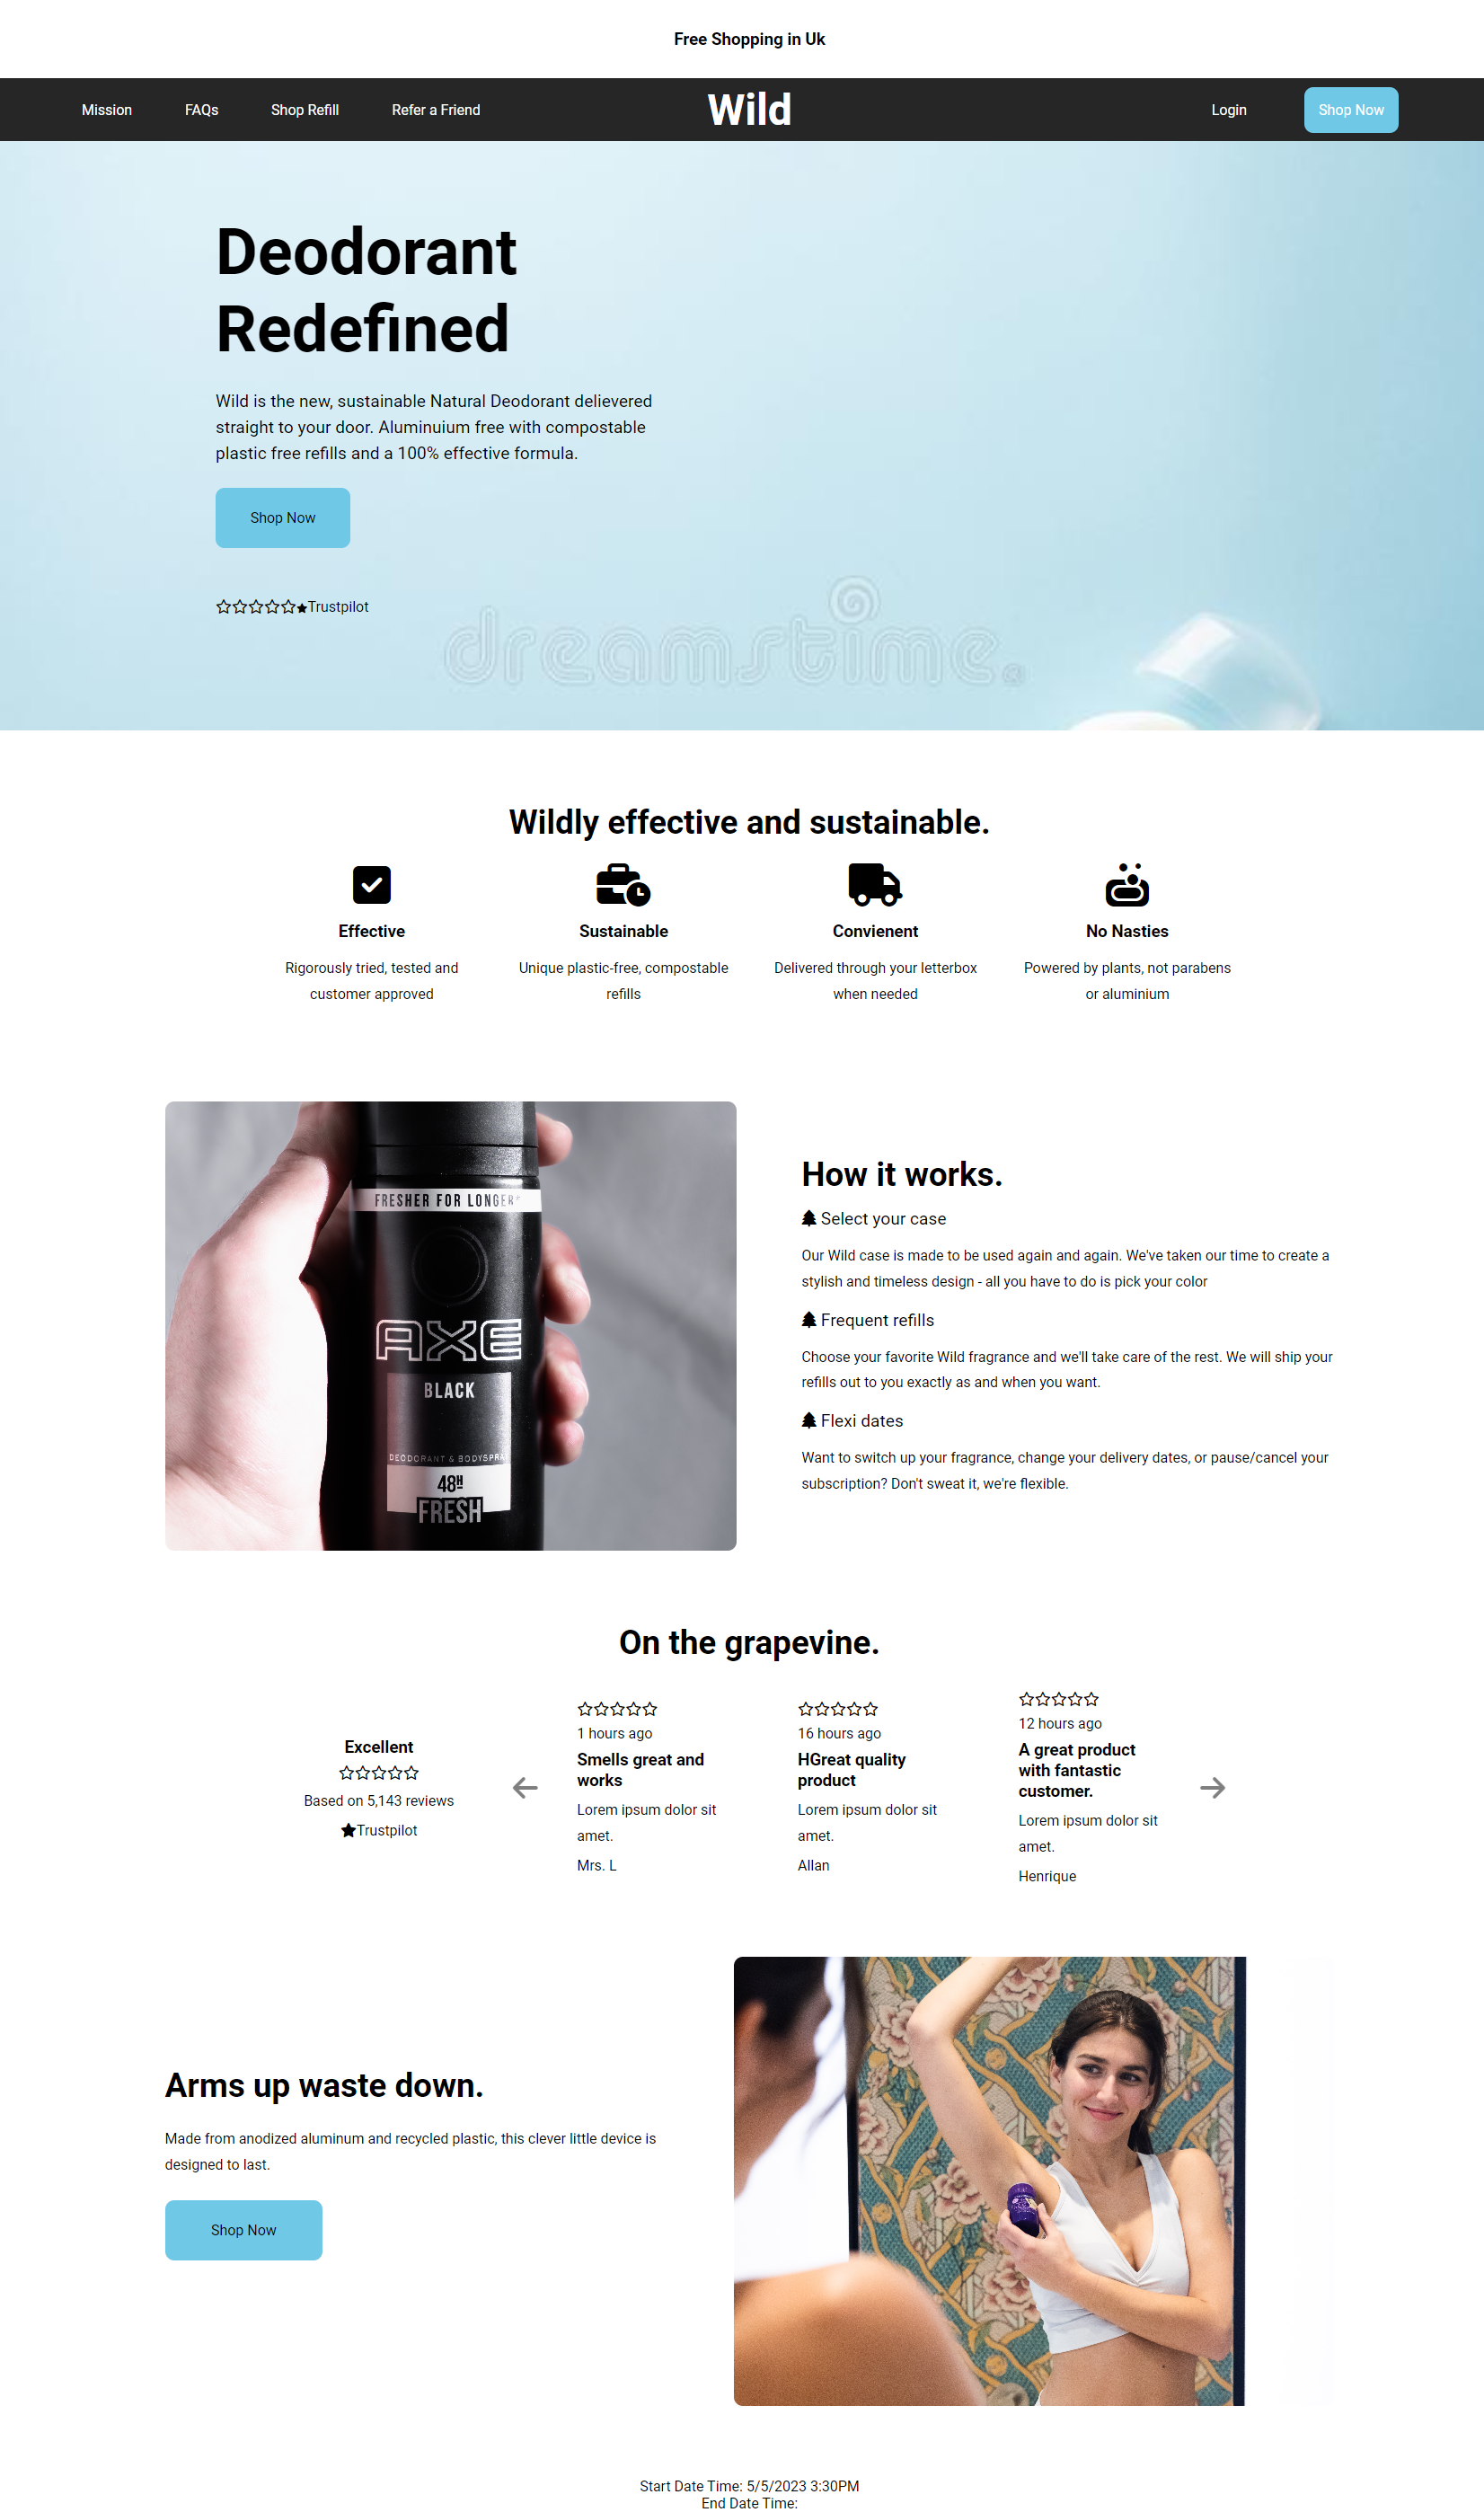 Free Shopping in Uk
Mission FAQs Shop Refill Refer a Friend Wild Login Shop Now
Deodorant
Redefined
Wild is the new, sustainable Natural Deodorant delievered
straight to your door. Aluminuium free with compostable
plastic free refills and a 100% effective formula.
Shop Now
Trustpilot
dreamstime.
Wildly effective and sustainable.
Effective
Rigorously tried, tested and
customer approved
Sustainable
Unique plastic-free, compostable
refills
Convienent
Delivered through your letterbox
when needed
No Nasties
Powered by plants, not parabens
or aluminium
FRESHER FOR LONGER
AXE
BLACK
DEODORANT & BODYSPRAY
48H
FRESH
How it works.
Select your case
Our Wild case is made to be used again and again. We've taken our time to create a
stylish and timeless design - all you have to do is pick your color
Frequent refills
Choose your favorite Wild fragrance and we'll take care of the rest. We will ship your
refills out to you exactly as and when you want.
Flexi dates
Want to switch up your fragrance, change your delivery dates, or pause/cancel your
subscription? Don't sweat it, we're flexible.
On the grapevine.
Excellent
Based on 5,143 reviews
Trustpilot
1 hours ago
Smells great and
works
Lorem ipsum dolor sit
amet.
Mrs. L
16 hours ago
HGreat quality
product
Lorem ipsum dolor sit
amet.
Allan
12 hours ago
A great product
with fantastic
customer.
Lorem ipsum dolor sit
amet.
Henrique
Arms up waste down.
Made from anodized aluminum and recycled plastic, this clever little device is
designed to last.
Shop Now
Start Date Time: 5/5/2023 3:30PM
End Date Time: